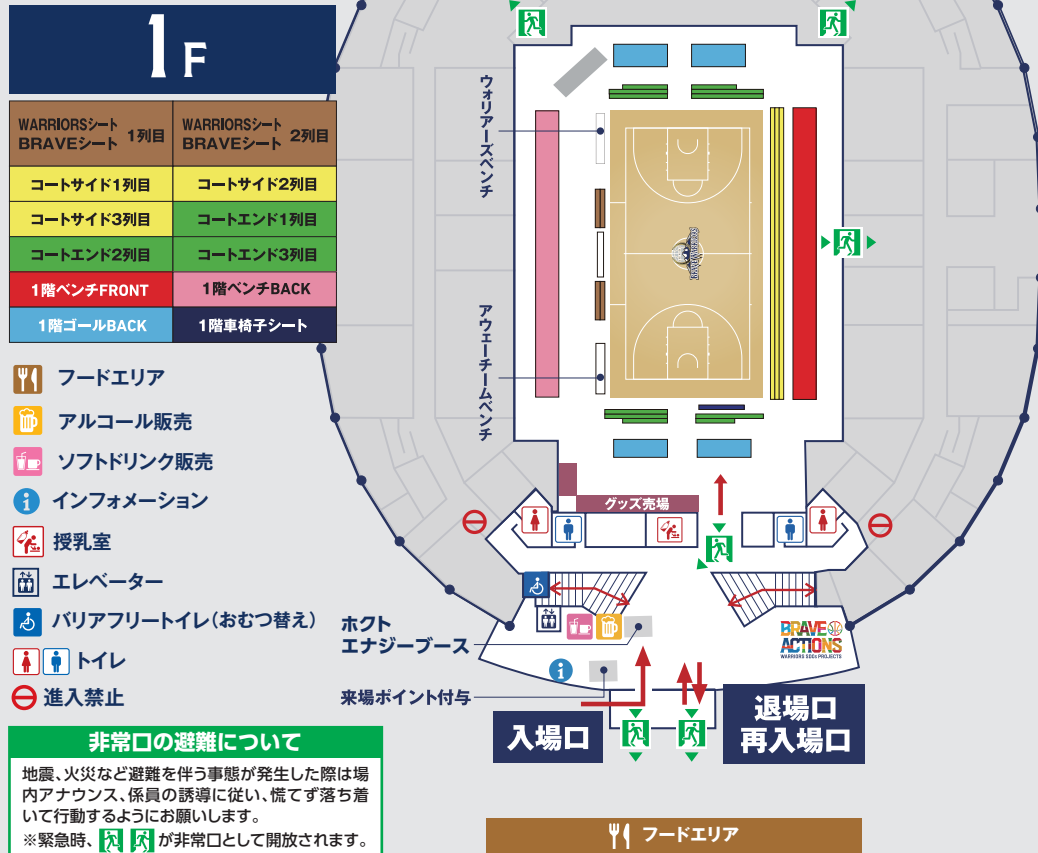 1F
WARRIORSシート
BRAVEシート 1列目
WARRIORSシート
BRAVEシート 2列目
コートサイド1列目
コートサイド2列目
コートサイド3列目
コートエンド1列目
コートエンド2列目
コートエンド3列目
1階ベンチFRONT
1階ベンチBACK
1階ゴールBACK
1階車椅子シート
フードエリア
アルコール販売
ソフトドリンク販売
インフォメーション
授乳室
エレベーター
バリアフリートイレ(おむつ替え)
トイレ
進入禁止
非常口の避難について
地震、火災など避難を伴う事態が発生した際は場
内アナウンス、係員の誘導に従い、慌てず落ち着
いて行動するようにお願いします。
※緊急時、 が非常口として開放されます。
ウォリアーズベンチ
アウェーチームベンチ
グッズ売場
ホクト
エナジーブース
来場ポイント付与
BRAVE
ACTIONS
WARRIORS SDGs PROJECTS
入場口
退場口
再入場口
フードエリア